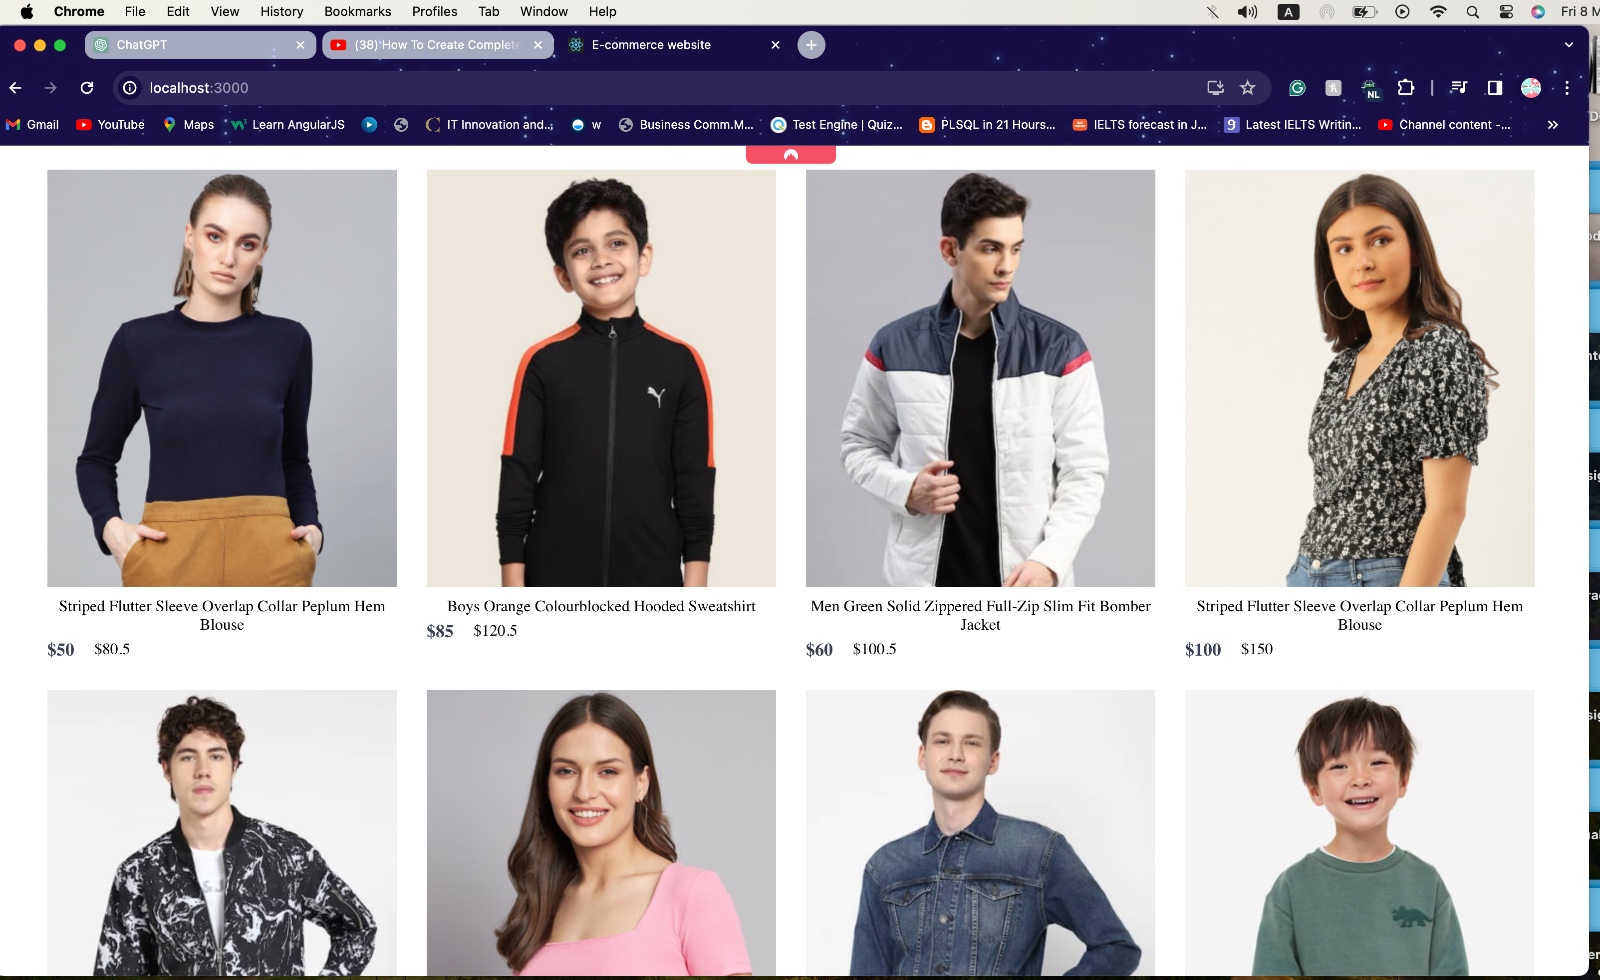 Chrome File Edit View History Bookmarks Profiles Tab Window Help A Fri 8 M
ChatGPT (38) How To Create Complete E-commerce website
localhost:3000 NL
Gmail YouTube Maps Learn AngularJS IT Innovation and... w Business Comm.M... Test Engine | Quiz... PLSQL in 21 Hours... IELTS forecast in J... Latest IELTS Writin... Channel content -...
Striped Flutter Sleeve Overlap Collar Peplum Hem
Blouse
$50 $80.5
Boys Orange Colourblocked Hooded Sweatshirt
$85 $120.5
Men Green Solid Zippered Full-Zip Slim Fit Bomber
Jacket
$60 $100.5
Striped Flutter Sleeve Overlap Collar Peplum Hem
Blouse
$100 $150